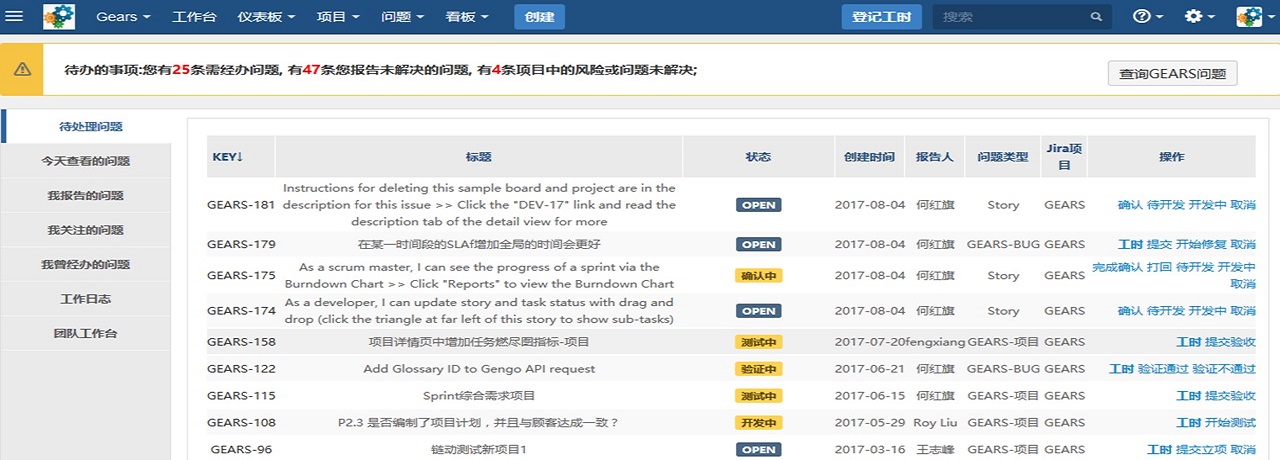 Gears 工作台 仪表板 项目 问题 看板 创建 登记工时 搜索
待办的事项:您有25条需经办问题, 有47条您报告未解决的问题, 有4条项目中的风险或问题未解决; 查询GEARS问题
待处理问题
今天查看的问题
我报告的问题
我关注的问题
我曾经办的问题
工作日志
团队工作台
KEY↓ 标题 状态 创建时间 报告人 问题类型 Jira项目 操作
Instructions for deleting this sample board and project are in the
GEARS-181 description for this issue >> Click the "DEV-17" link and read the OPEN 2017-08-04 何红旗 Story GEARS 确认 待开发 开发中 取消
description tab of the detail view for more
GEARS-179 在某一时间段的SLAf增加全局的时间会更好 OPEN 2017-08-04 何红旗 GEARS-BUG GEARS 工时 提交 开始修复 取消
As a scrum master, I can see the progress of a sprint via the 完成确认 打回 待开发 开发中
GEARS-175 确认中 2017-08-04 何红旗 Story GEARS
Burndown Chart >> Click "Reports" to view the Burndown Chart 取消
As a developer, I can update story and task status with drag and
GEARS-174 OPEN 2017-08-04 何红旗 Story GEARS 确认 待开发 开发中 取消
drop (click the triangle at far left of this story to show sub-tasks)
GEARS-158 项目详情页中增加任务燃尽图指标-项目 测试中 2017-07-20 fengxiang GEARS-项目 GEARS 工时 提交验收
GEARS-122 Add Glossary ID to Gengo API request 验证中 2017-06-21 何红旗 GEARS-BUG GEARS 工时 验证通过 验证不通过
GEARS-115 Sprint综合需求项目 测试中 2017-06-15 何红旗 GEARS-项目 GEARS 工时 提交验收
GEARS-108 P2.3 是否编制了项目计划，并且与顾客达成一致？ 开发中 2017-05-29 Roy Liu GEARS-项目 GEARS 工时 开始测试
GEARS-96 链动测试新项目1 OPEN 2017-03-16 王志峰 GEARS-项目 GEARS 工时 提交立项 取消